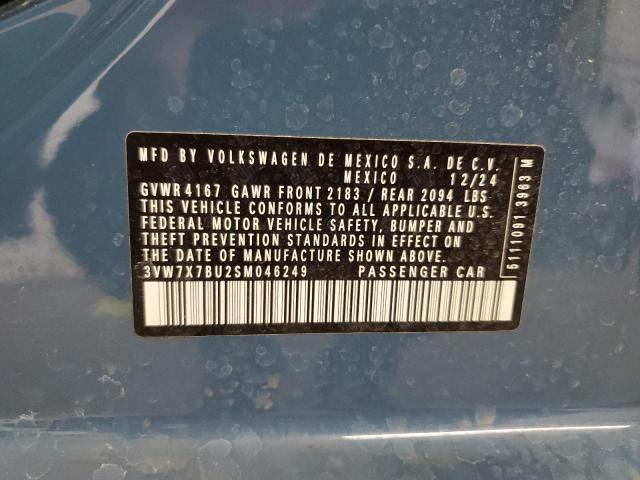 MFD BY VOLKSWAGEN DE MEXICO S.A. DE C.V.
MEXICO 12/24
GVWR 4167 GAWR FRONT 2183 / REAR 2094 LBS
THIS VEHICLE CONFORMS TO ALL APPLICABLE U.S.
FEDERAL MOTOR VEHICLE SAFETY, BUMPER AND
THEFT PREVENTION STANDARDS IN EFFECT ON
THE DATE OF MANUFACTURE SHOWN ABOVE.
3VW7X7BU2SM046249 PASSENGER CAR
6111091 3963 M